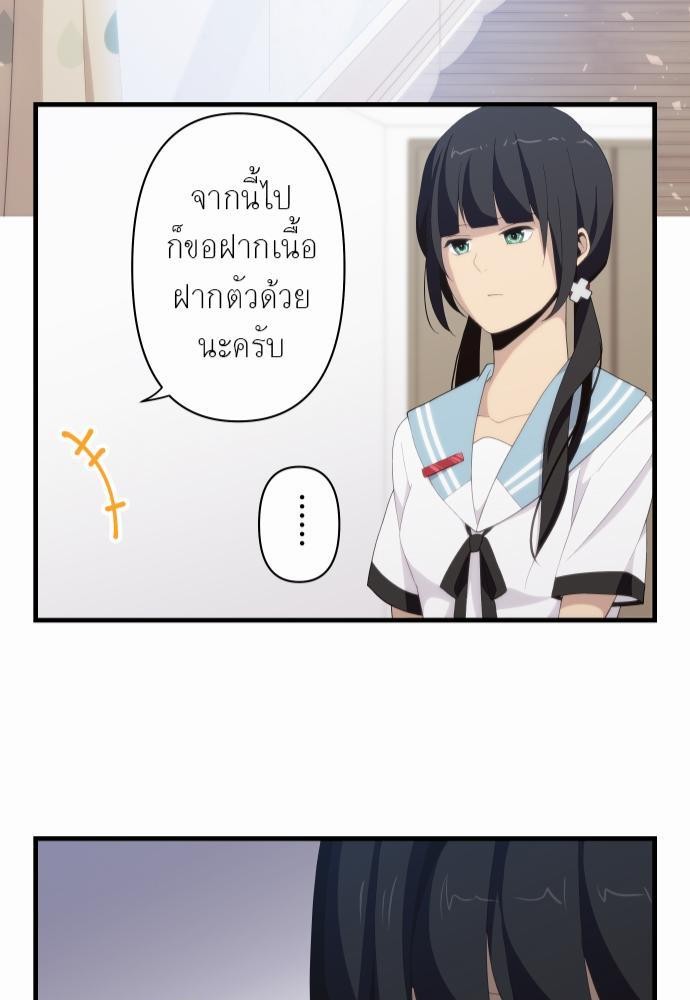 จากนี้ไป
ก็ขอฝากเนื้อ
ฝากตัวด้วย
นะครับ
......